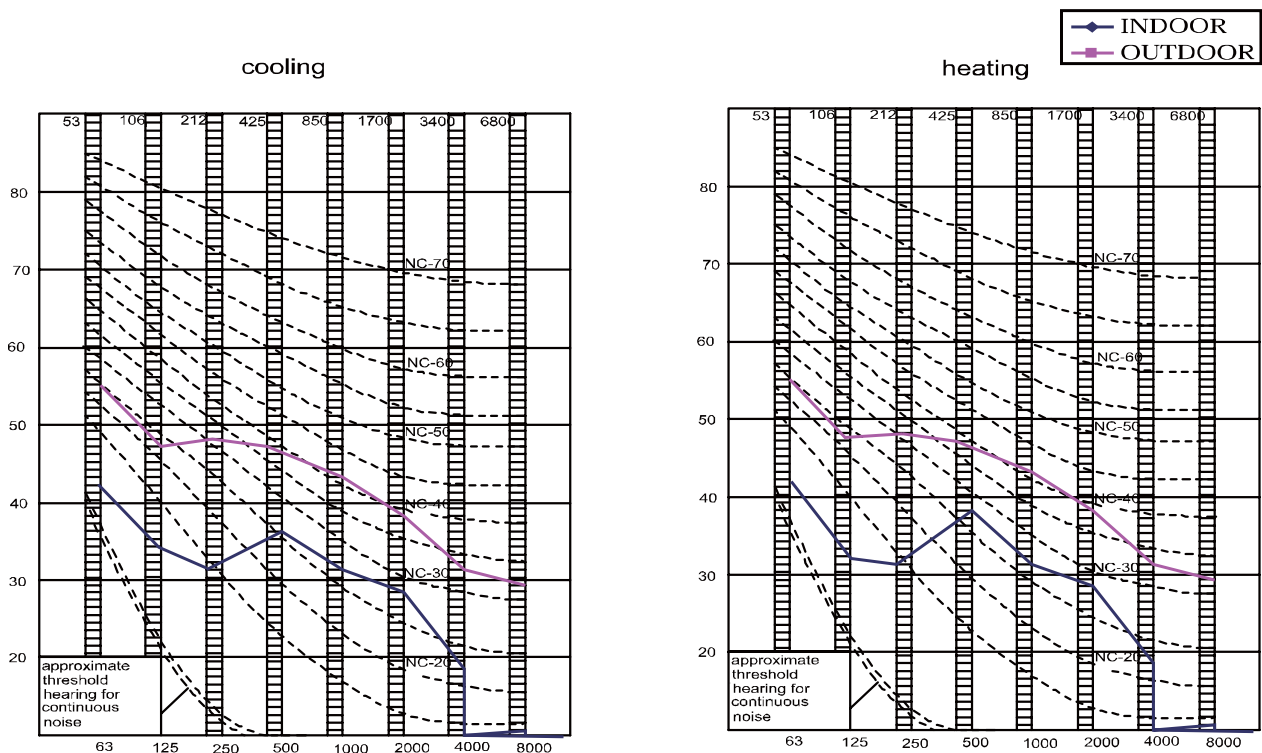 INDOOR
OUTDOOR
cooling
53 106 212 425 850 1700 3400 6800
80
NC-70
70
60
NC-60
50
NC-50
40
NC-40
30
NC-30
20
NC-20
approximate
threshold
hearing for
continuous
noise
63 125 250 500 1000 2000 4000 8000
heating
53 106 212 425 850 1700 3400 6800
80
NC-70
70
60
NC-60
50
NC-50
40
NC-40
30
NC-30
20
NC-20
approximate
threshold
hearing for
continuous
noise
63 125 250 500 1000 2000 4000 8000